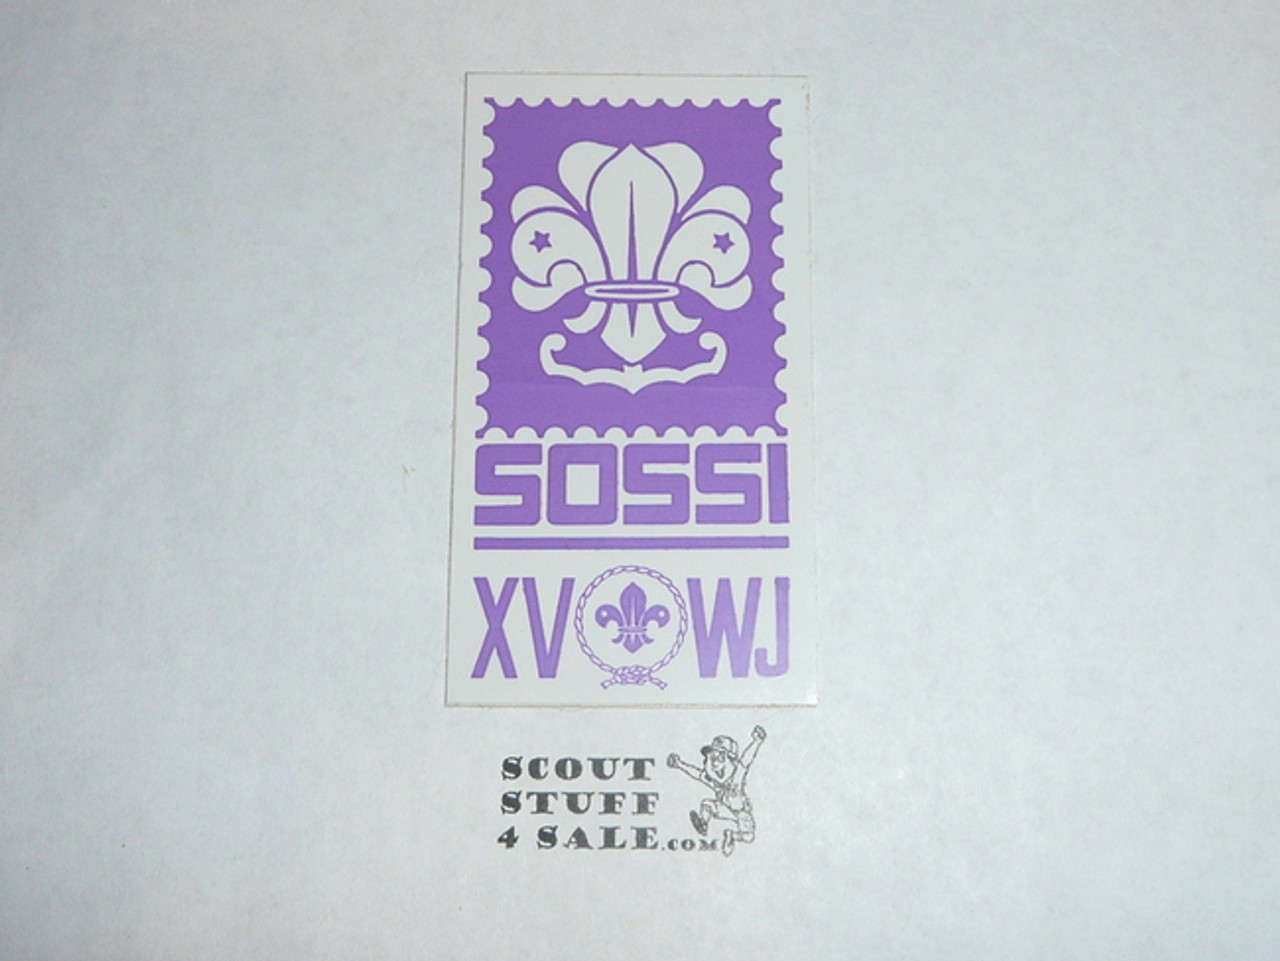 SOSSI
XV WJ
SCOUT
STUFF
4 SALE.COM